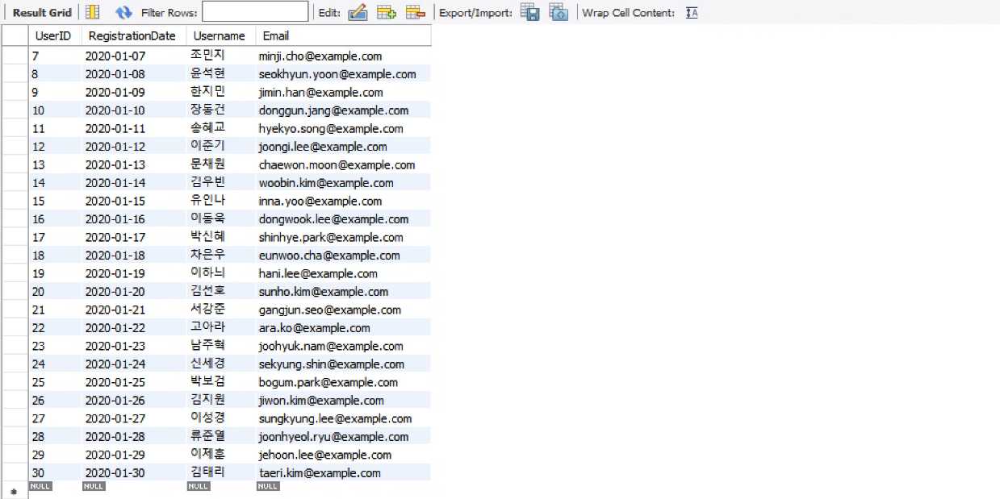 Result Grid Filter Rows: Edit: Export/Import: Wrap Cell Content: IA
UserID RegistrationDate Username Email
7 2020-01-07 조민지 minji.cho@example.com
8 2020-01-08 윤석현 seokhyun.yoon@example.com
9 2020-01-09 한지민 jimin.han@example.com
10 2020-01-10 장동건 donggun.jang@example.com
11 2020-01-11 송혜교 hyekyo.song@example.com
12 2020-01-12 이준기 joongi.lee@example.com
13 2020-01-13 문채원 chaewon.moon@example.com
14 2020-01-14 김우빈 woobin.kim@example.com
15 2020-01-15 유인나 inna.yoo@example.com
16 2020-01-16 이동욱 dongwook.lee@example.com
17 2020-01-17 박신혜 shinhye.park@example.com
18 2020-01-18 차은우 eunwoo.cha@example.com
19 2020-01-19 이하늬 hani.lee@example.com
20 2020-01-20 김선호 sunho.kim@example.com
21 2020-01-21 서강준 gangjun.seo@example.com
22 2020-01-22 고아라 ara.ko@example.com
23 2020-01-23 남주혁 joohyuk.nam@example.com
24 2020-01-24 신세경 sekyung.shin@example.com
25 2020-01-25 박보검 bogum.park@example.com
26 2020-01-26 김지원 jiwon.kim@example.com
27 2020-01-27 이성경 sungkyung.lee@example.com
28 2020-01-28 류준열 joonhyeol.ryu@example.com
29 2020-01-29 이제훈 jehoon.lee@example.com
30 2020-01-30 김태리 taeri.kim@example.com
NULL NULL NULL NULL